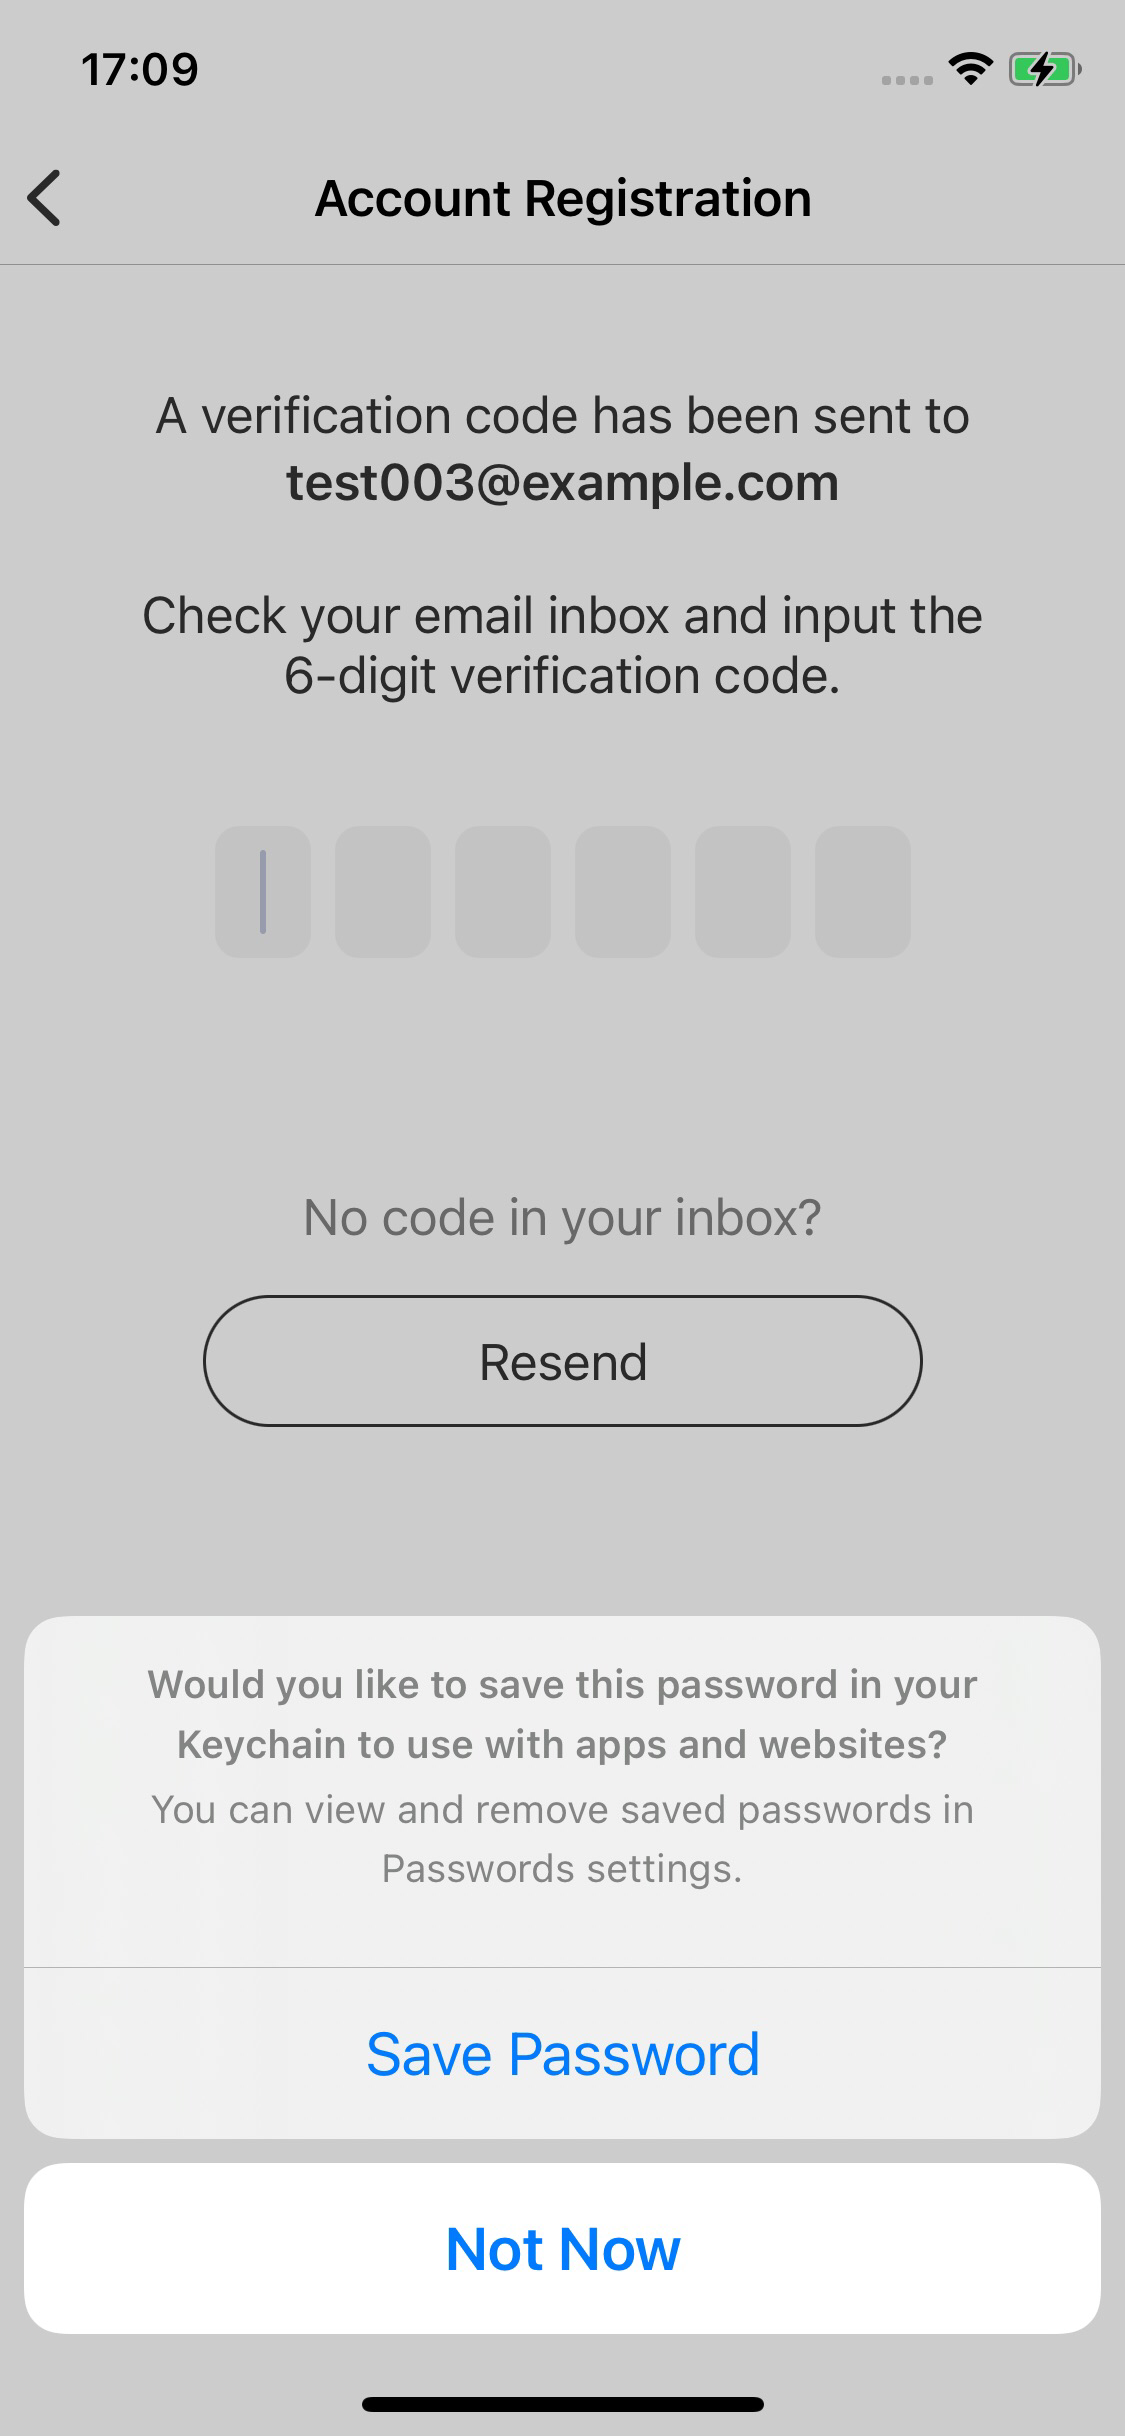 17:09
Account Registration
A verification code has been sent to
test003@example.com
Check your email inbox and input the
6-digit verification code.
No code in your inbox?
Resend
Would you like to save this password in your
Keychain to use with apps and websites?
You can view and remove saved passwords in
Passwords settings.
Save Password
Not Now